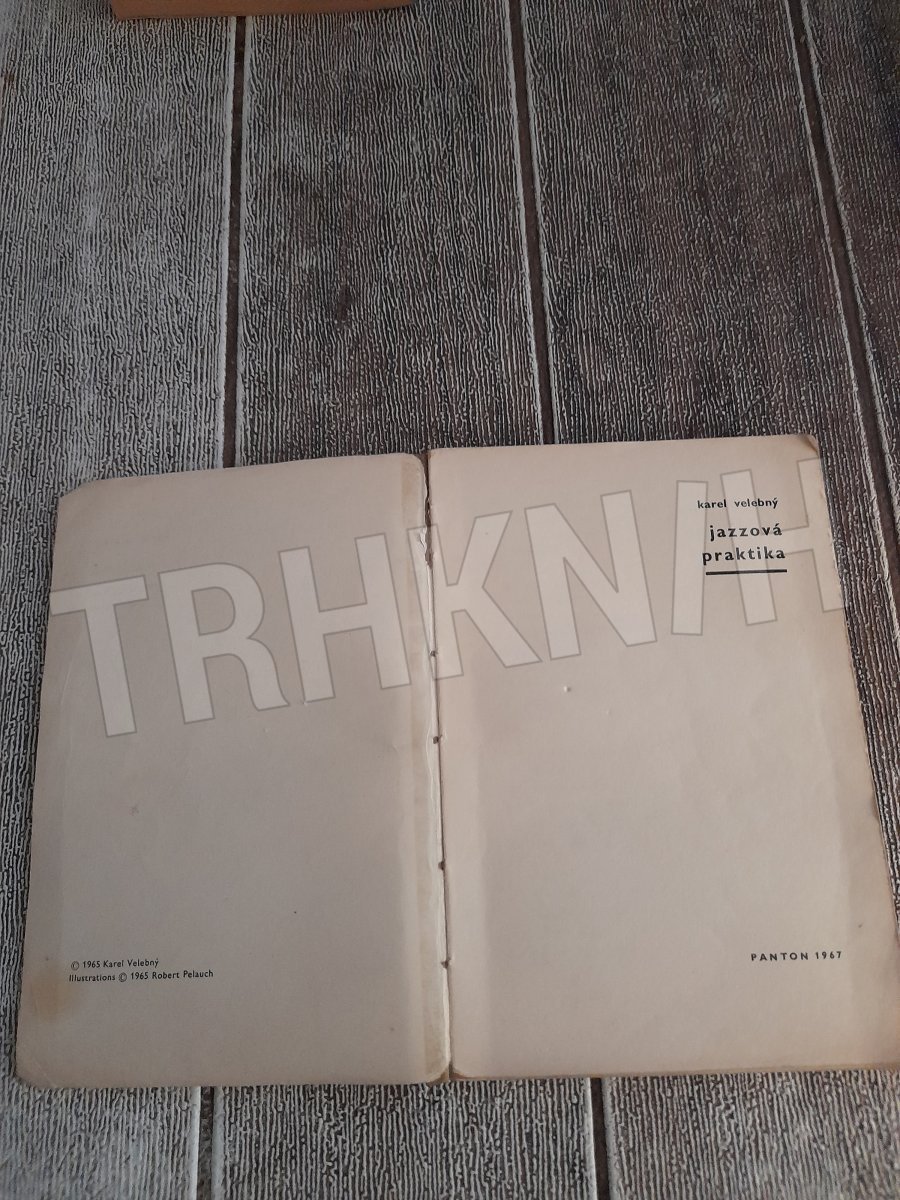 TRHKNIH
© 1965 Karel Velebný
Illustrations © 1965 Robert Pelauch
karel velebný
jazzová
praktika
PANTON 1967